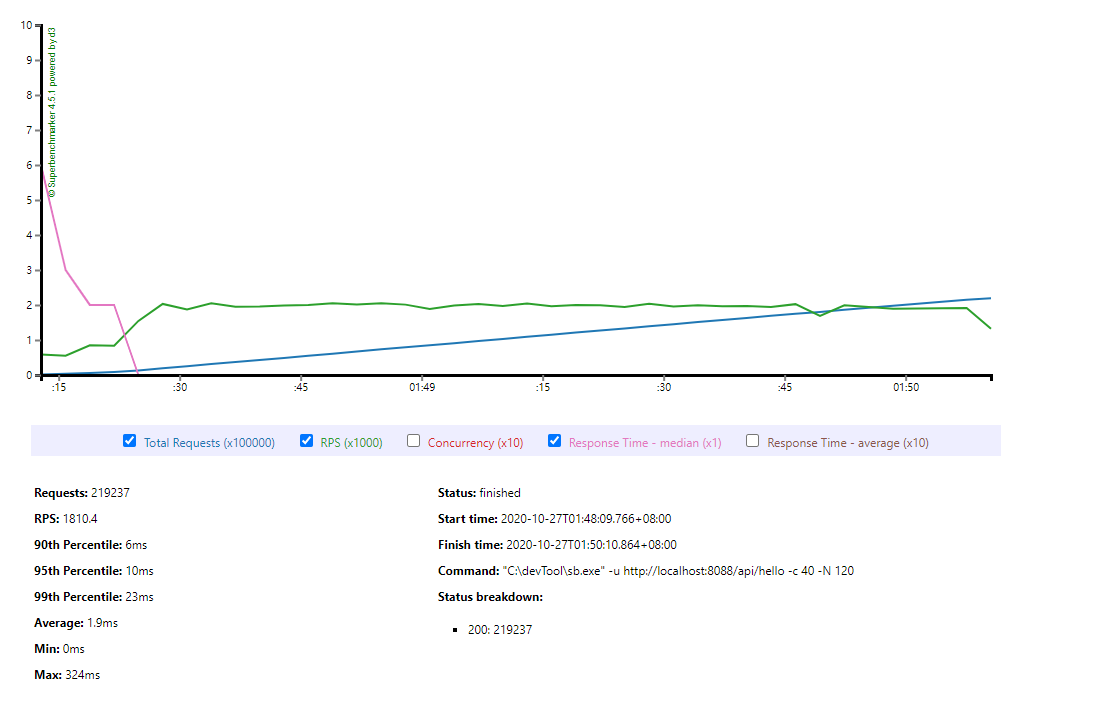 10
9
8
7
6
5
4
3
2
1
0
© Superbenchmarker 4.5.1 powered by d3
:15 :30 :45 01:49 :15 :30 :45 01:50
Total Requests (x100000) RPS (x1000) Concurrency (x10) Response Time - median (x1) Response Time - average (x10)
Requests: 219237
RPS: 1810.4
90th Percentile: 6ms
95th Percentile: 10ms
99th Percentile: 23ms
Average: 1.9ms
Min: 0ms
Max: 324ms
Status: finished
Start time: 2020-10-27T01:48:09.766+08:00
Finish time: 2020-10-27T01:50:10.864+08:00
Command: "C:\devTool\sb.exe" -u http://localhost:8088/api/hello -c 40 -N 120
Status breakdown:
200: 219237